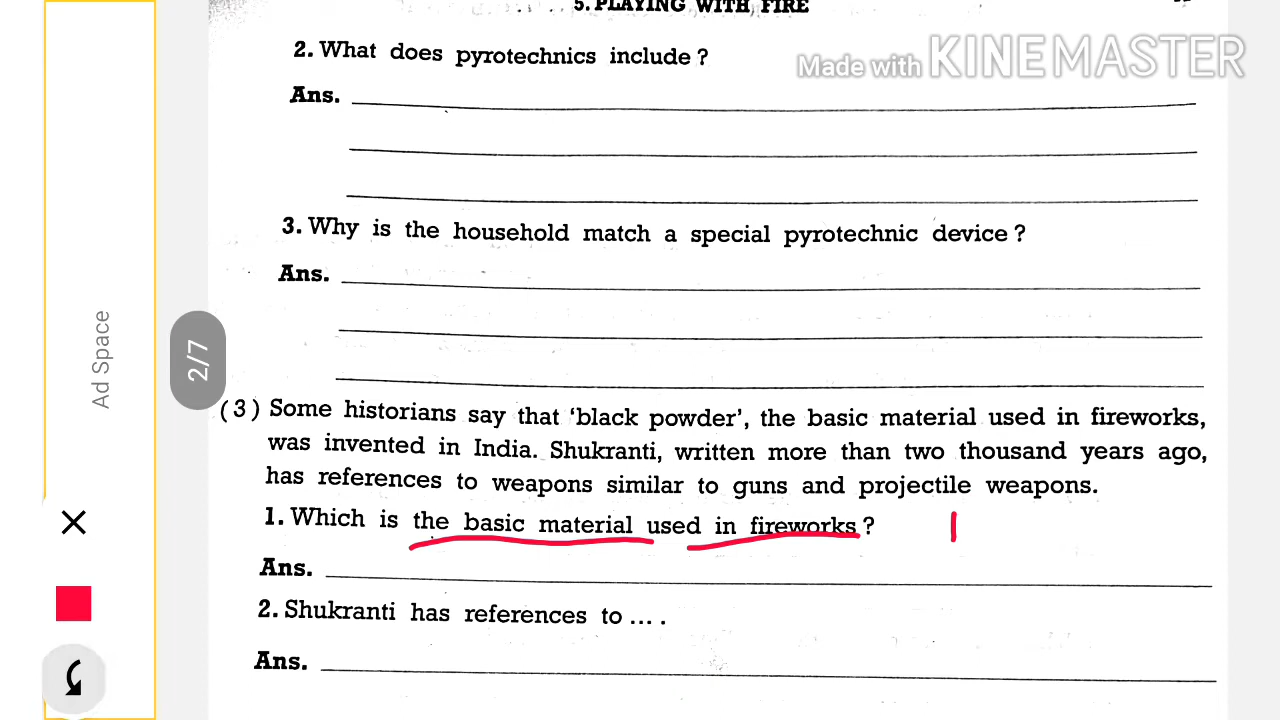 5. PLAYING WITH FIRE
Made with KINEMASTER
2. What does pyrotechnics include ?
Ans.
3. Why is the household match a special pyrotechnic device ?
Ans.
Ad Space
2/7
(3) Some historians say that 'black powder', the basic material used in fireworks,
was invented in India. Shukranti, written more than two thousand years ago,
has references to weapons similar to guns and projectile weapons.
1. Which is the basic material used in fireworks ?
Ans.
2. Shukranti has references to ... .
Ans.